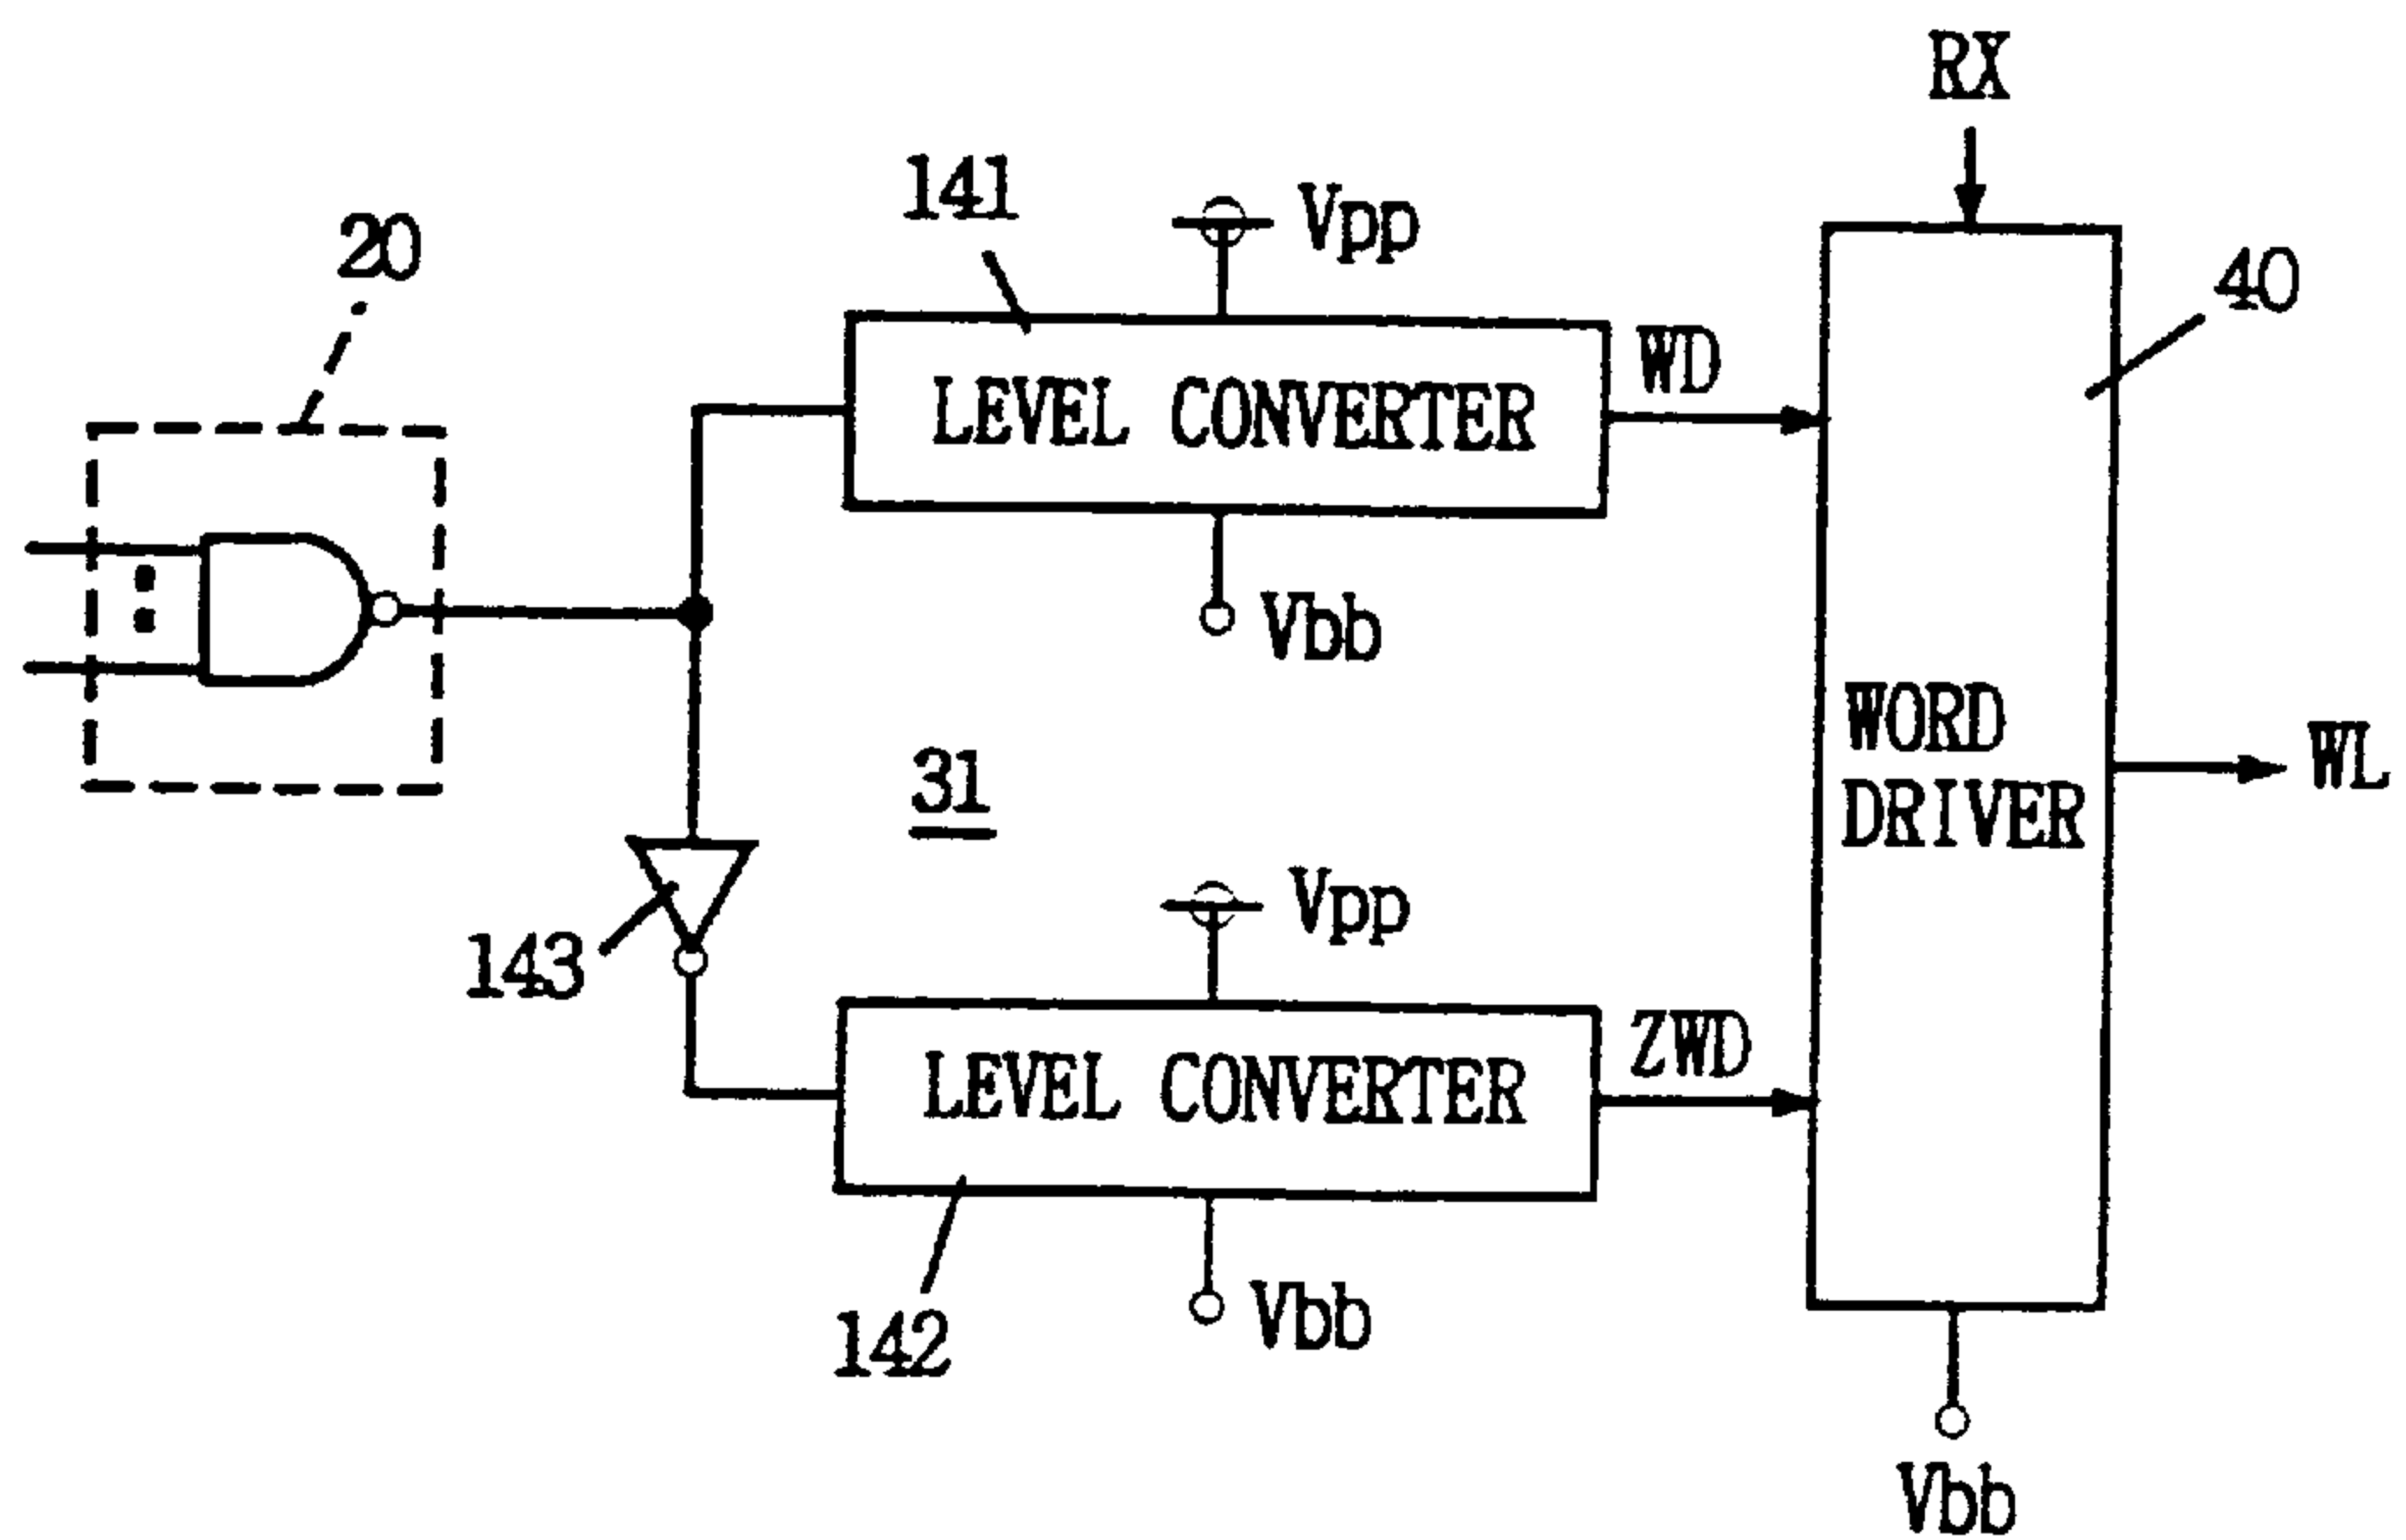 RX
141
Vpp
20
40
WD
LEVEL CONVERTER
Vbb
WORD
DRIVER
WL
31
Vpp
143
ZWD
LEVEL CONVERTER
Vbb
142
Vbb